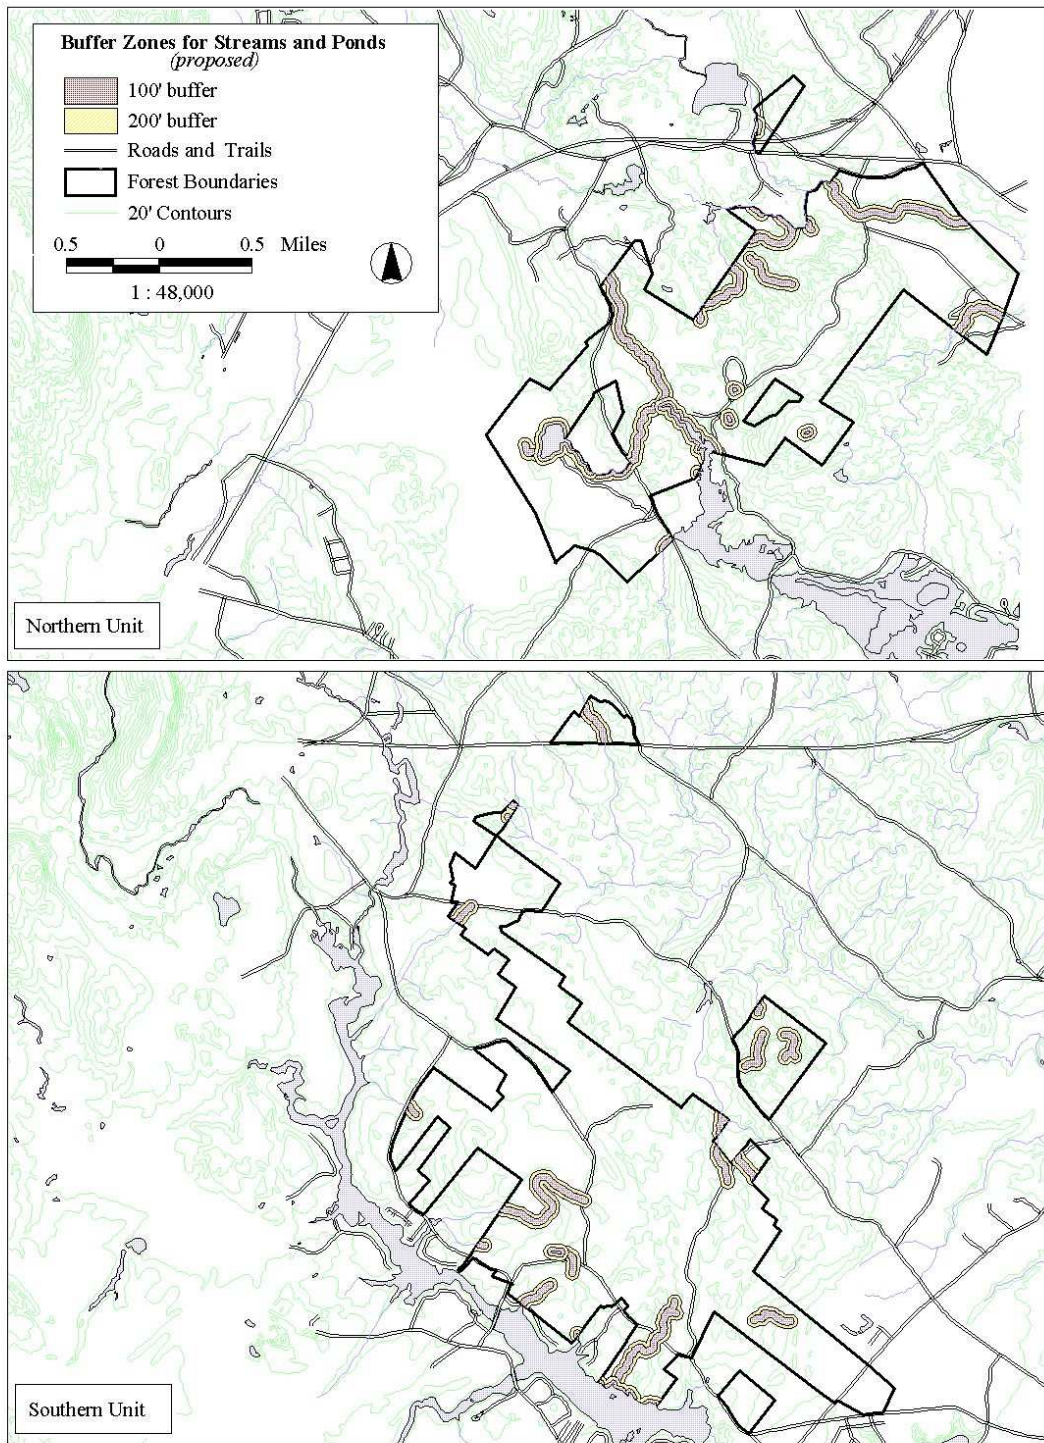 Buffer Zones for Streams and Ponds
(proposed)
100' buffer
200' buffer
Roads and Trails
Forest Boundaries
20' Contours
0.5 0 0.5 Miles
1 : 48,000
Northern Unit
Southern Unit